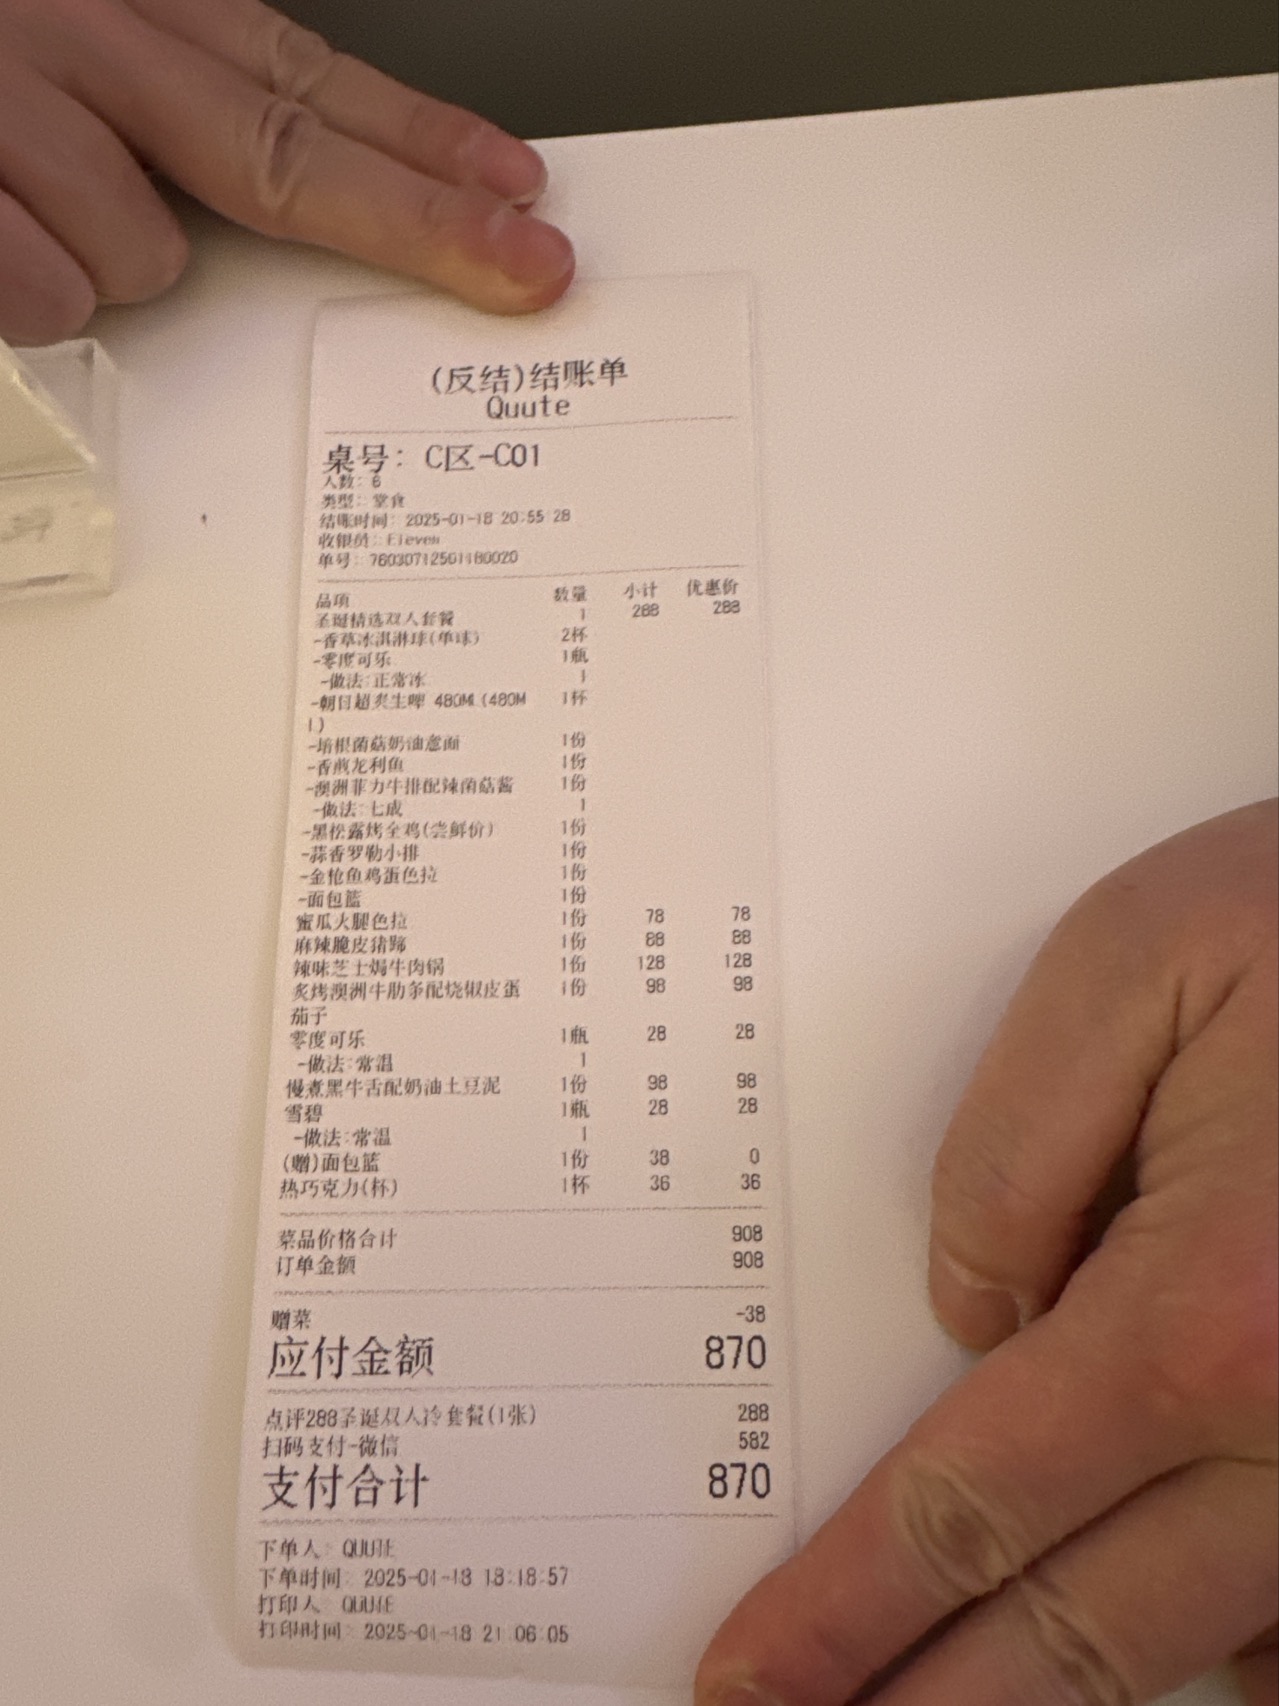 (反结)结账单
Quute
桌号: C区-C01
人数: 6
类型: 堂食
结账时间: 2025-01-18 20:55:28
收银员: Eleven
单号: 76030712501180020
品项 数量 小计 优惠价
圣诞精选双人套餐 1 288 288
-香草冰淇淋球(单球) 2杯
-零度可乐 1瓶
-做法:正常冰 1
-朝日超爽生啤 480ML(480M 1杯
L)
-培根菌菇奶油意面 1份
-香煎龙利鱼 1份
-澳洲菲力牛排配辣菌菇酱 1份
-做法:七成 1
-黑松露烤全鸡(尝鲜价) 1份
-蒜香罗勒小排 1份
-金枪鱼鸡蛋色拉 1份
-面包篮 1份
蜜瓜火腿色拉 1份 78 78
麻辣脆皮猪蹄 1份 88 88
辣味芝士焗牛肉锅 1份 128 128
炙烤澳洲牛肋条配烧椒皮蛋 1份 98 98
茄子
零度可乐 1瓶 28 28
-做法:常温 1
慢煮黑牛舌配奶油土豆泥 1份 98 98
雪碧 1瓶 28 28
-做法:常温 1
(赠)面包篮 1份 38 0
热巧克力(杯) 1杯 36 36
菜品价格合计 908
订单金额 908
赠菜 -38
应付金额 870
点评288圣诞双人冷套餐(1张) 288
扫码支付-微信 582
支付合计 870
下单人: QUUTE
下单时间: 2025-01-18 18:18:57
打印人: QUUTE
打印时间: 2025-01-18 21:06:05